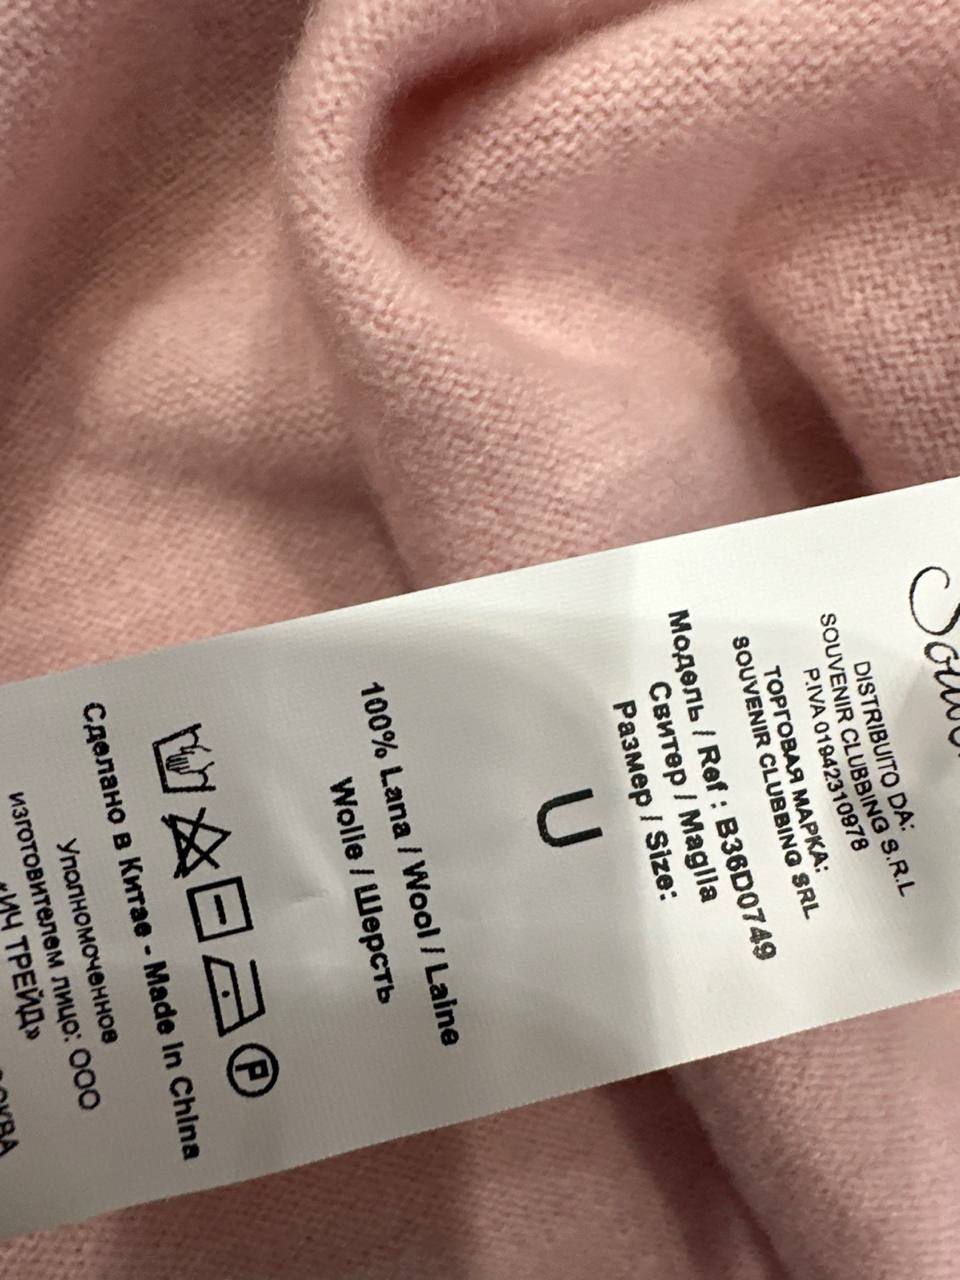 DISTRIBUITO DA:
SOUVENIR CLUBBING S.R.L
P.IVA 01942310978
ТОРГОВАЯ МАРКА:
SOUVENIR CLUBBING SRL
Модель / Ref : B36D0749
Свитер / Maglia
Размер / Size:
U
100% Lana / Wool / Laine
Wolle / Шерсть
P
Сделано в Китае - Made in China
Уполномоченное
изготовителем лицо: ООО
ИЧ ТРЕЙД»